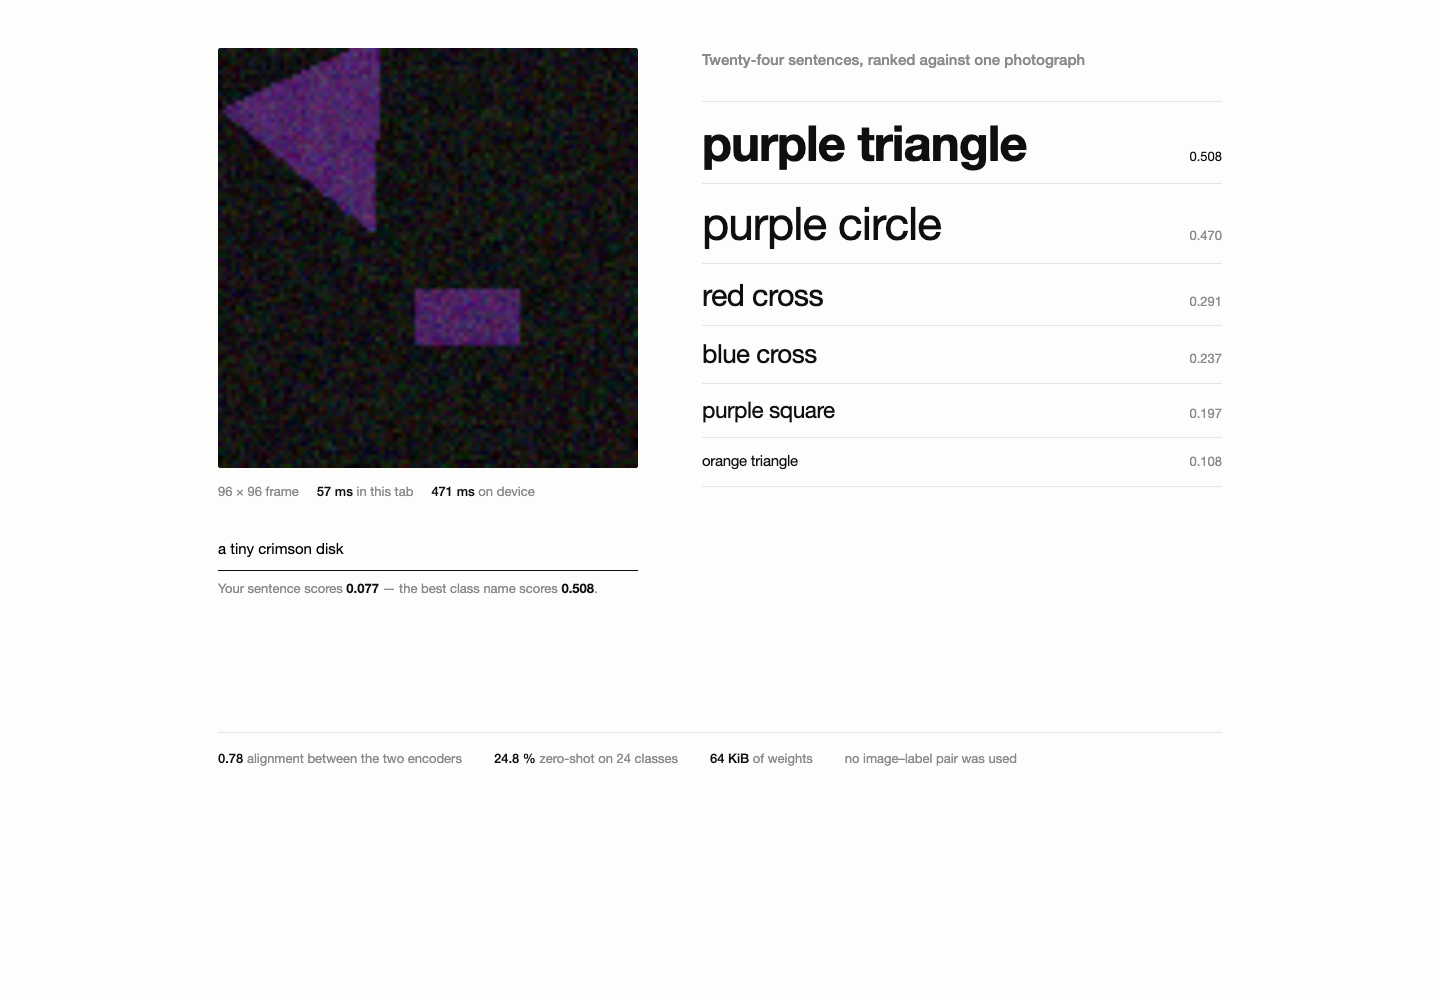 Twenty-four sentences, ranked against one photograph
purple triangle 0.508
purple circle 0.470
red cross 0.291
blue cross 0.237
purple square 0.197
orange triangle 0.108
96 × 96 frame 57 ms in this tab 471 ms on device
a tiny crimson disk
Your sentence scores 0.077 — the best class name scores 0.508.
0.78 alignment between the two encoders 24.8 % zero-shot on 24 classes 64 KiB of weights no image–label pair was used